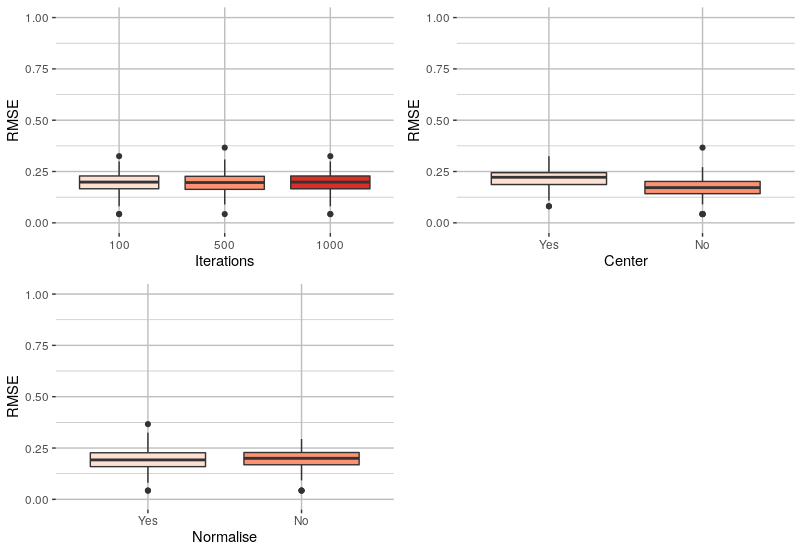 RMSE
1.00
0.75
0.50
0.25
0.00
100 500 1000
Iterations
RMSE
1.00
0.75
0.50
0.25
0.00
Yes No
Center
RMSE
1.00
0.75
0.50
0.25
0.00
Yes No
Normalise